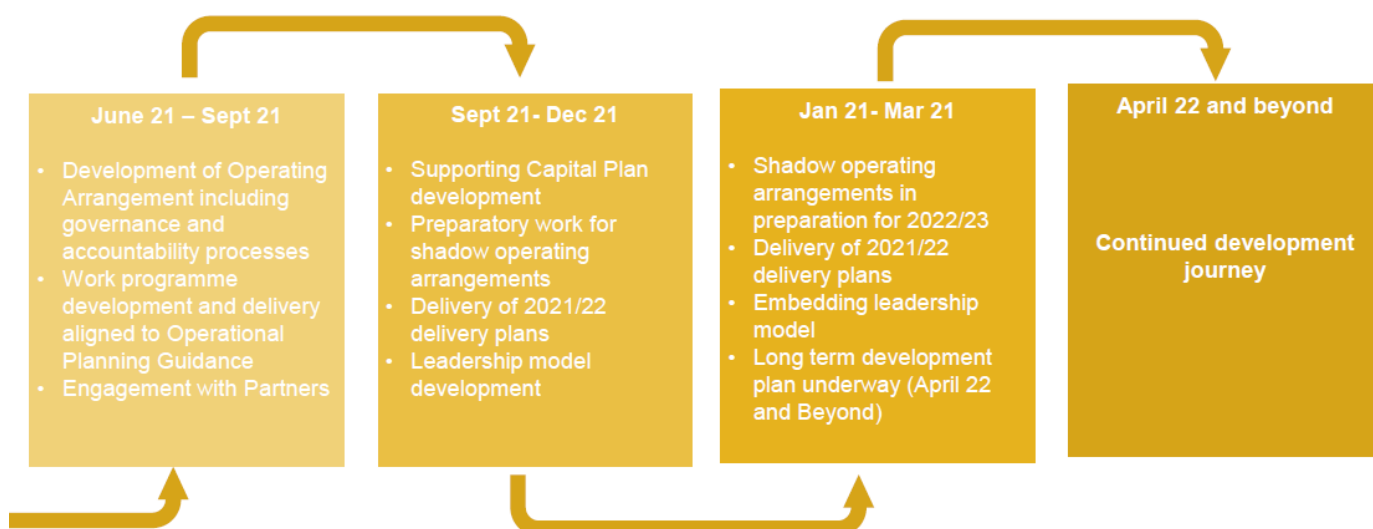 June 21 – Sept 21
• Development of Operating
Arrangement including
governance and
accountability processes
• Work programme
development and delivery
aligned to Operational
Planning Guidance
• Engagement with Partners
Sept 21- Dec 21
• Supporting Capital Plan
development
• Preparatory work for
shadow operating
arrangements
• Delivery of 2021/22
delivery plans
• Leadership model
development
Jan 21- Mar 21
• Shadow operating
arrangements in
preparation for 2022/23
• Delivery of 2021/22
delivery plans
• Embedding leadership
model
• Long term development
plan underway (April 22
and Beyond)
April 22 and beyond
Continued development
journey